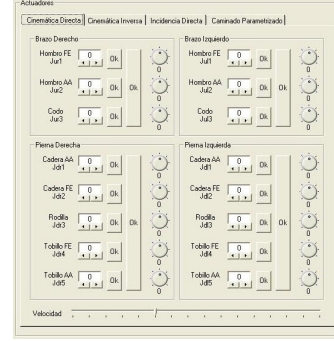 Actuadores
Cinemática Directa Cinemática Inversa Incidencia Directa Caminado Parametrizado
Brazo Derecho Brazo Izquierdo
Hombro FE 0 Ok 0 Hombro FE 0 Ok 0
Jur1 Jul1
Hombro AA 0 Ok Ok 0 Hombro AA 0 Ok Ok 0
Jur2 Jul2
Codo 0 Ok 0 Codo 0 Ok 0
Jur3 Jul3
Pierna Derecha Pierna Izquierda
Cadera AA 0 Ok 0 Cadera AA 0 Ok 0
Jdr1 Jdl1
Cadera FE 0 Ok 0 Cadera FE 0 Ok 0
Jdr2 Jdl2
Rodilla 0 Ok Ok 0 Rodilla 0 Ok Ok 0
Jdr3 Jdl3
Tobillo FE 0 Ok 0 Tobillo FE 0 Ok 0
Jdr4 Jdl4
Tobillo AA 0 Ok 0 Tobillo AA 0 Ok 0
Jdr5 Jdl5
Velocidad